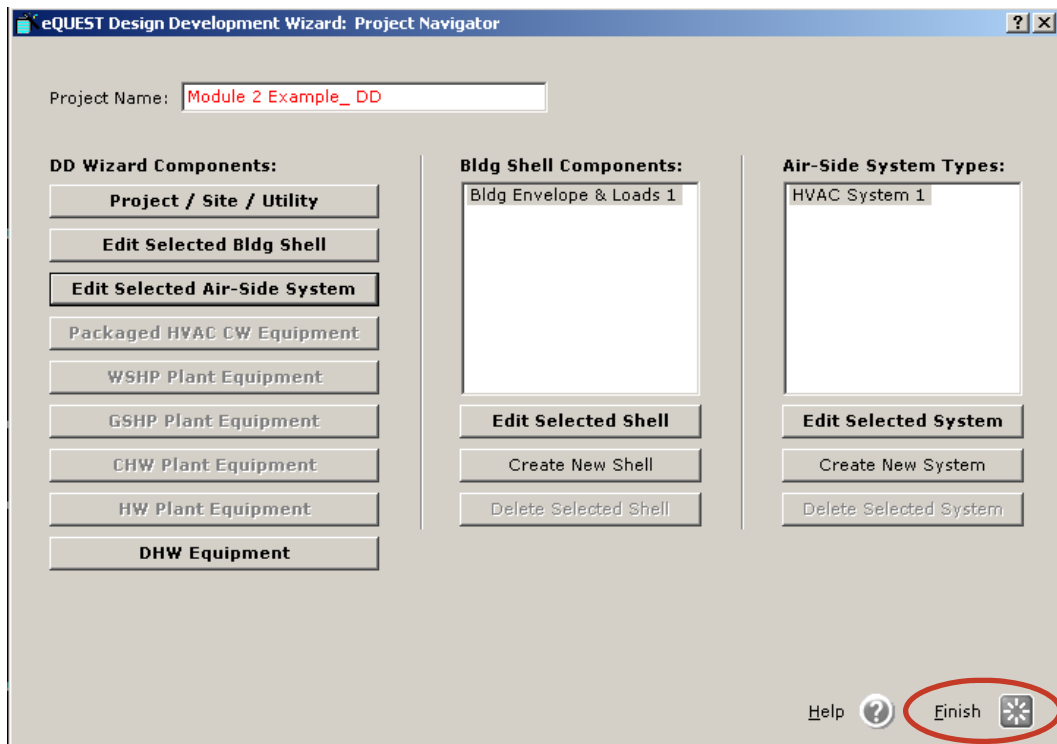 eQUEST Design Development Wizard: Project Navigator
Project Name: Module 2 Example_ DD
DD Wizard Components:
Project / Site / Utility
Edit Selected Bldg Shell
Edit Selected Air-Side System
Packaged HVAC CW Equipment
WSHP Plant Equipment
GSHP Plant Equipment
CHW Plant Equipment
HW Plant Equipment
DHW Equipment
Bldg Shell Components:
Bldg Envelope & Loads 1
Edit Selected Shell
Create New Shell
Delete Selected Shell
Air-Side System Types:
HVAC System 1
Edit Selected System
Create New System
Delete Selected System
Help ?
Finish